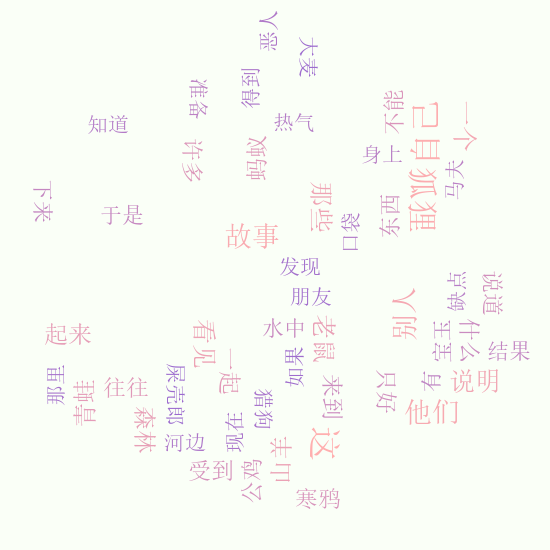 恶人
大麦
得到
准备
不能
自己
一个
知道
热气
许多
蚂蚁
身上
狐狸
马夫
下来
于是
那些
口袋
东西
故事
发现
缺点
说道
朋友
别人
起来
看见
水中
老鼠
宝玉
什么
结果
一起
如果
那里
青蛙
往往
屎壳郎
猎狗
来到
只好
有
说明
森林
河边
现在
他们
这
受到
公鸡
山羊
寒鸦